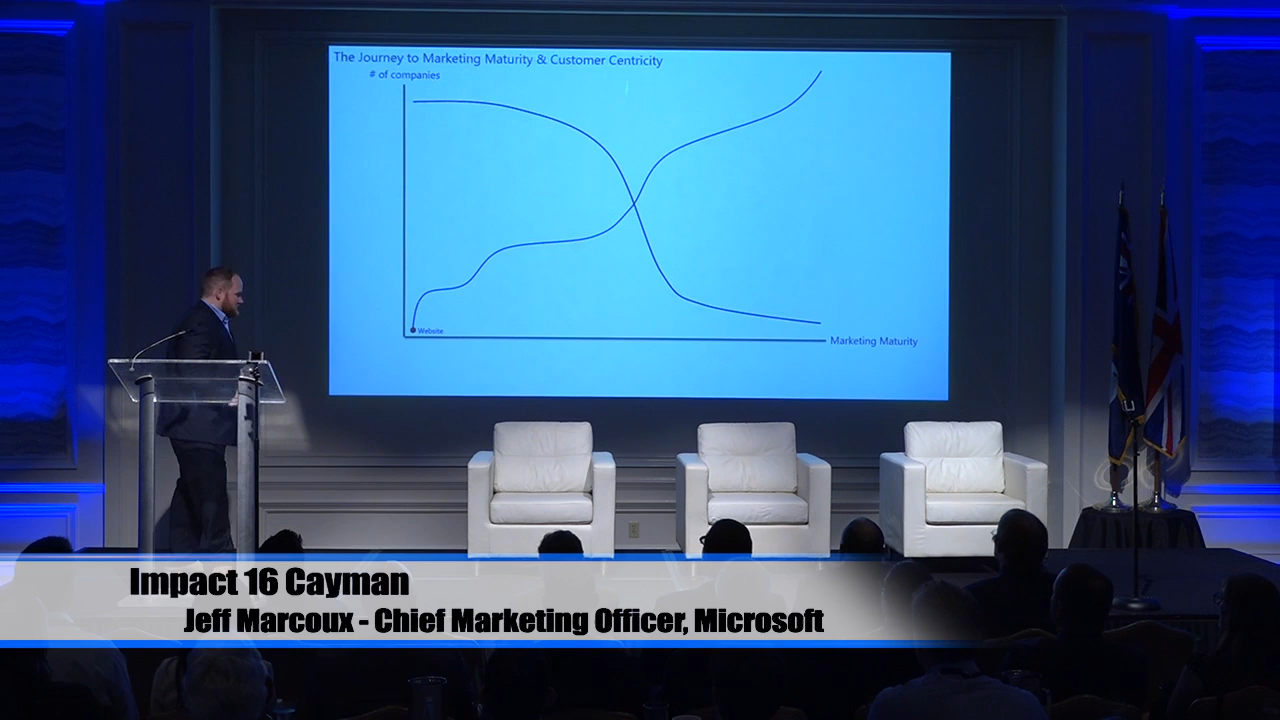 The Journey to Marketing Maturity & Customer Centricity
# of companies
Website
Marketing Maturity
Impact 16 Cayman
Jeff Marcoux - Chief Marketing Officer, Microsoft